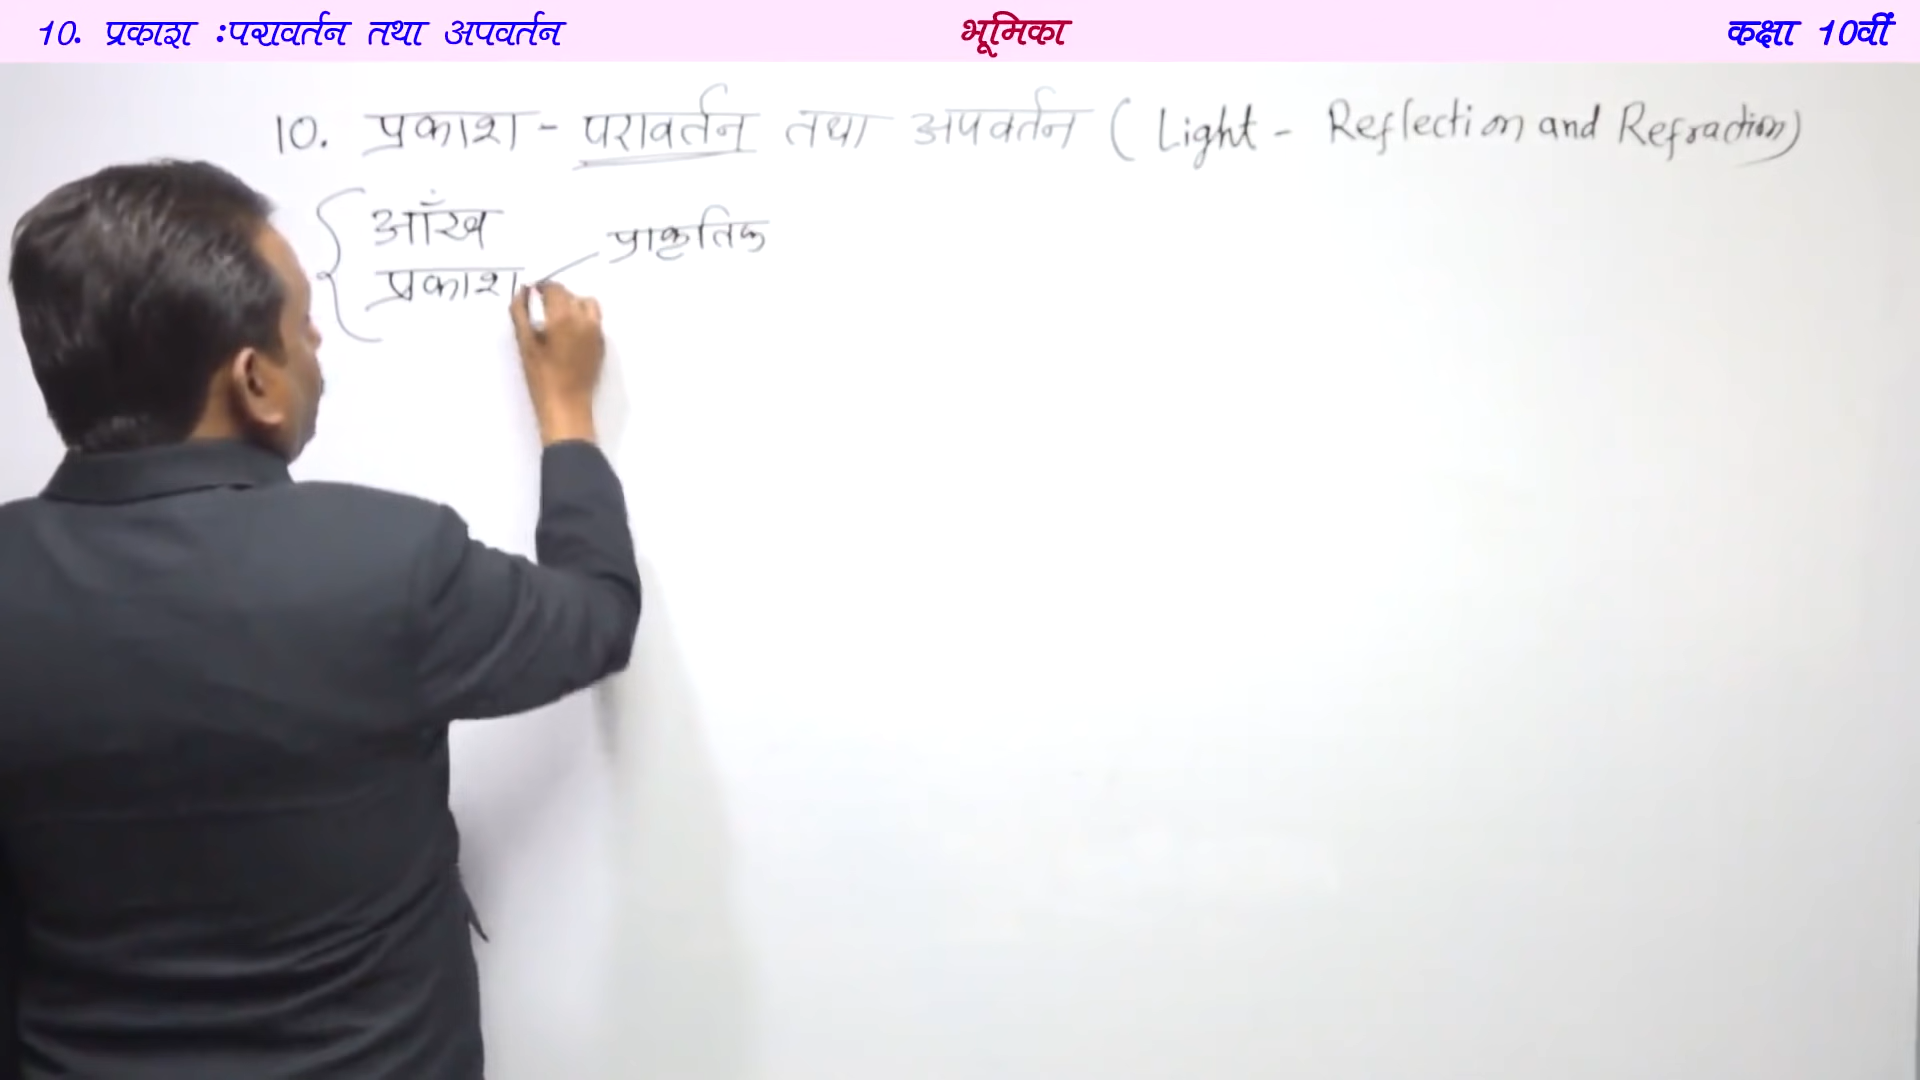 10. प्रकाश :परावर्तन तथा अपवर्तन भूमिका कक्षा 10वीं
10. प्रकाश - परावर्तन तथा अपवर्तन ( Light - Reflection and Refraction)
आँख
प्राकृतिक
प्रकाश